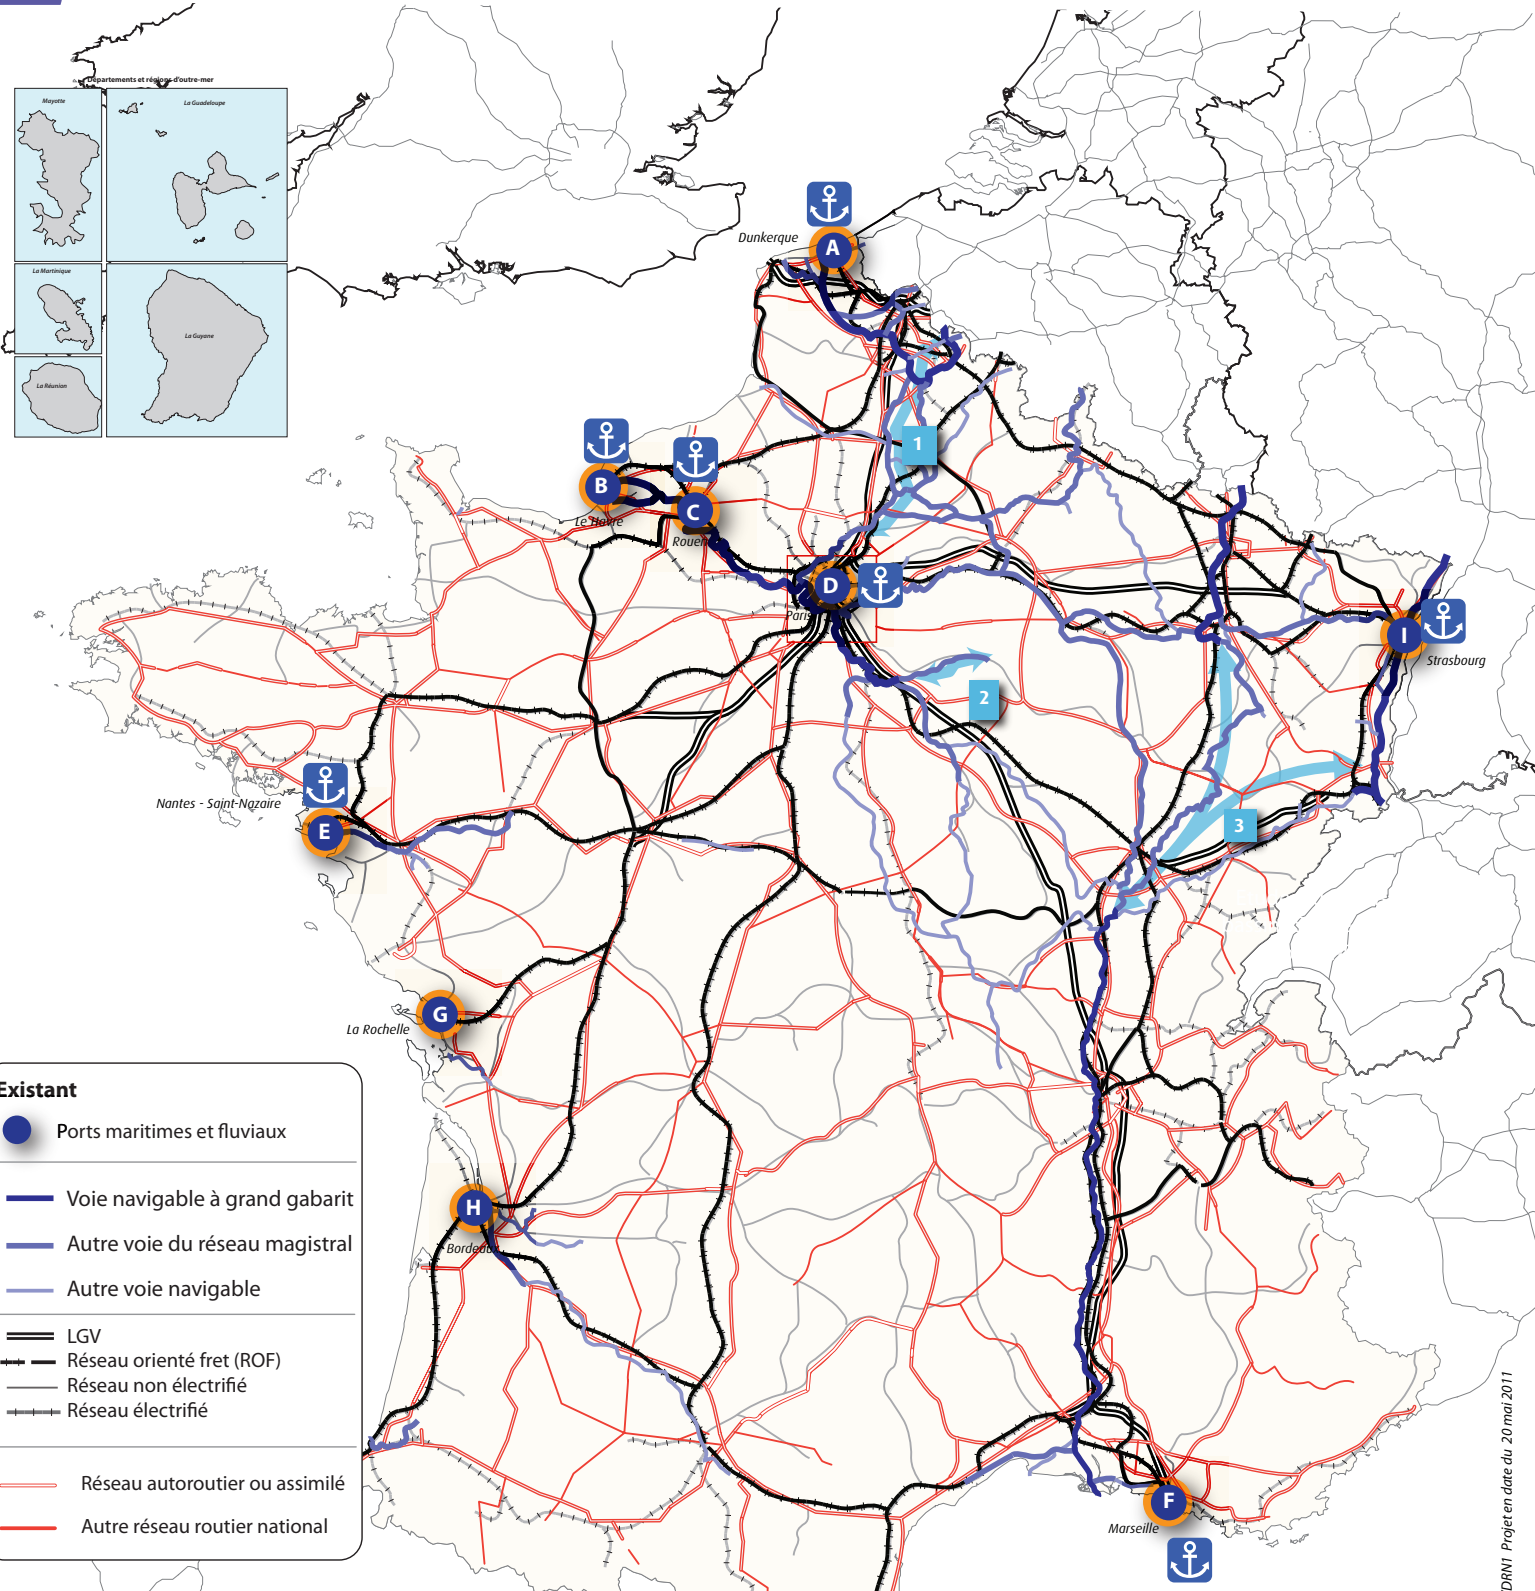 Départements et régions d'outre-mer
Mayotte
La Guadeloupe
La Martinique
La Guyane
La Réunion
Dunkerque
A
1
B
Le Havre
C
Rouen
D
Paris
I
Strasbourg
2
Nantes - Saint-Nazaire
E
3
G
La Rochelle
H
Bordeaux
F
Marseille
Existant
Ports maritimes et fluviaux
Voie navigable à grand gabarit
Autre voie du réseau magistral
Autre voie navigable
LGV
Réseau orienté fret (ROF)
Réseau non électrifié
Réseau électrifié
Réseau autoroutier ou assimilé
Autre réseau routier national
DRN1 Projet en date du 20 mai 2011